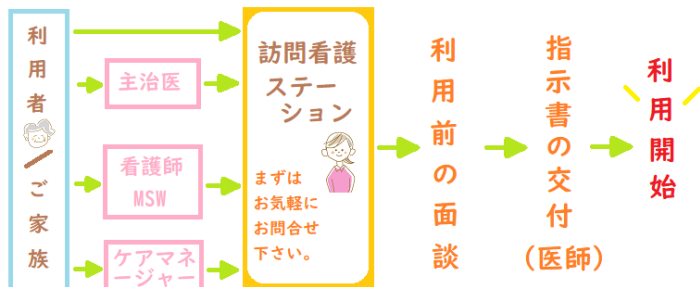 利用者／ご家族
主治医
看護師
MSW
ケアマネ
ージャー
訪問看護
ステー
ション
まずは
お気軽に
お問合せ
下さい。
利用前の面談
指示書の交付
（医師）
利用開始